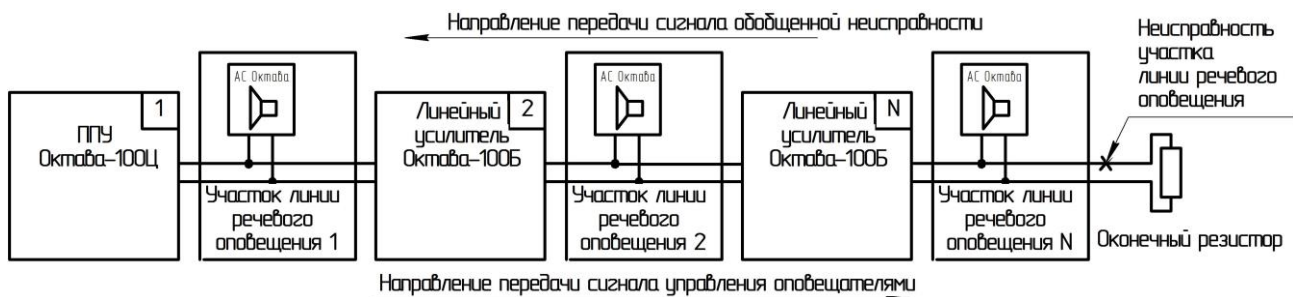 Направление передачи сигнала обобщенной неисправности
Неисправность
участка
линии речевого
оповещения
1
ППУ
Октава-100Ц
АС Октава
Участок линии
речевого
оповещения 1
2
Линейный
усилитель
Октава-100Б
АС Октава
Участок линии
речевого
оповещения 2
N
Линейный
усилитель
Октава-100Б
АС Октава
Участок линии
речевого
оповещения N
Оконечный резистор
Направление передачи сигнала управления оповещателями